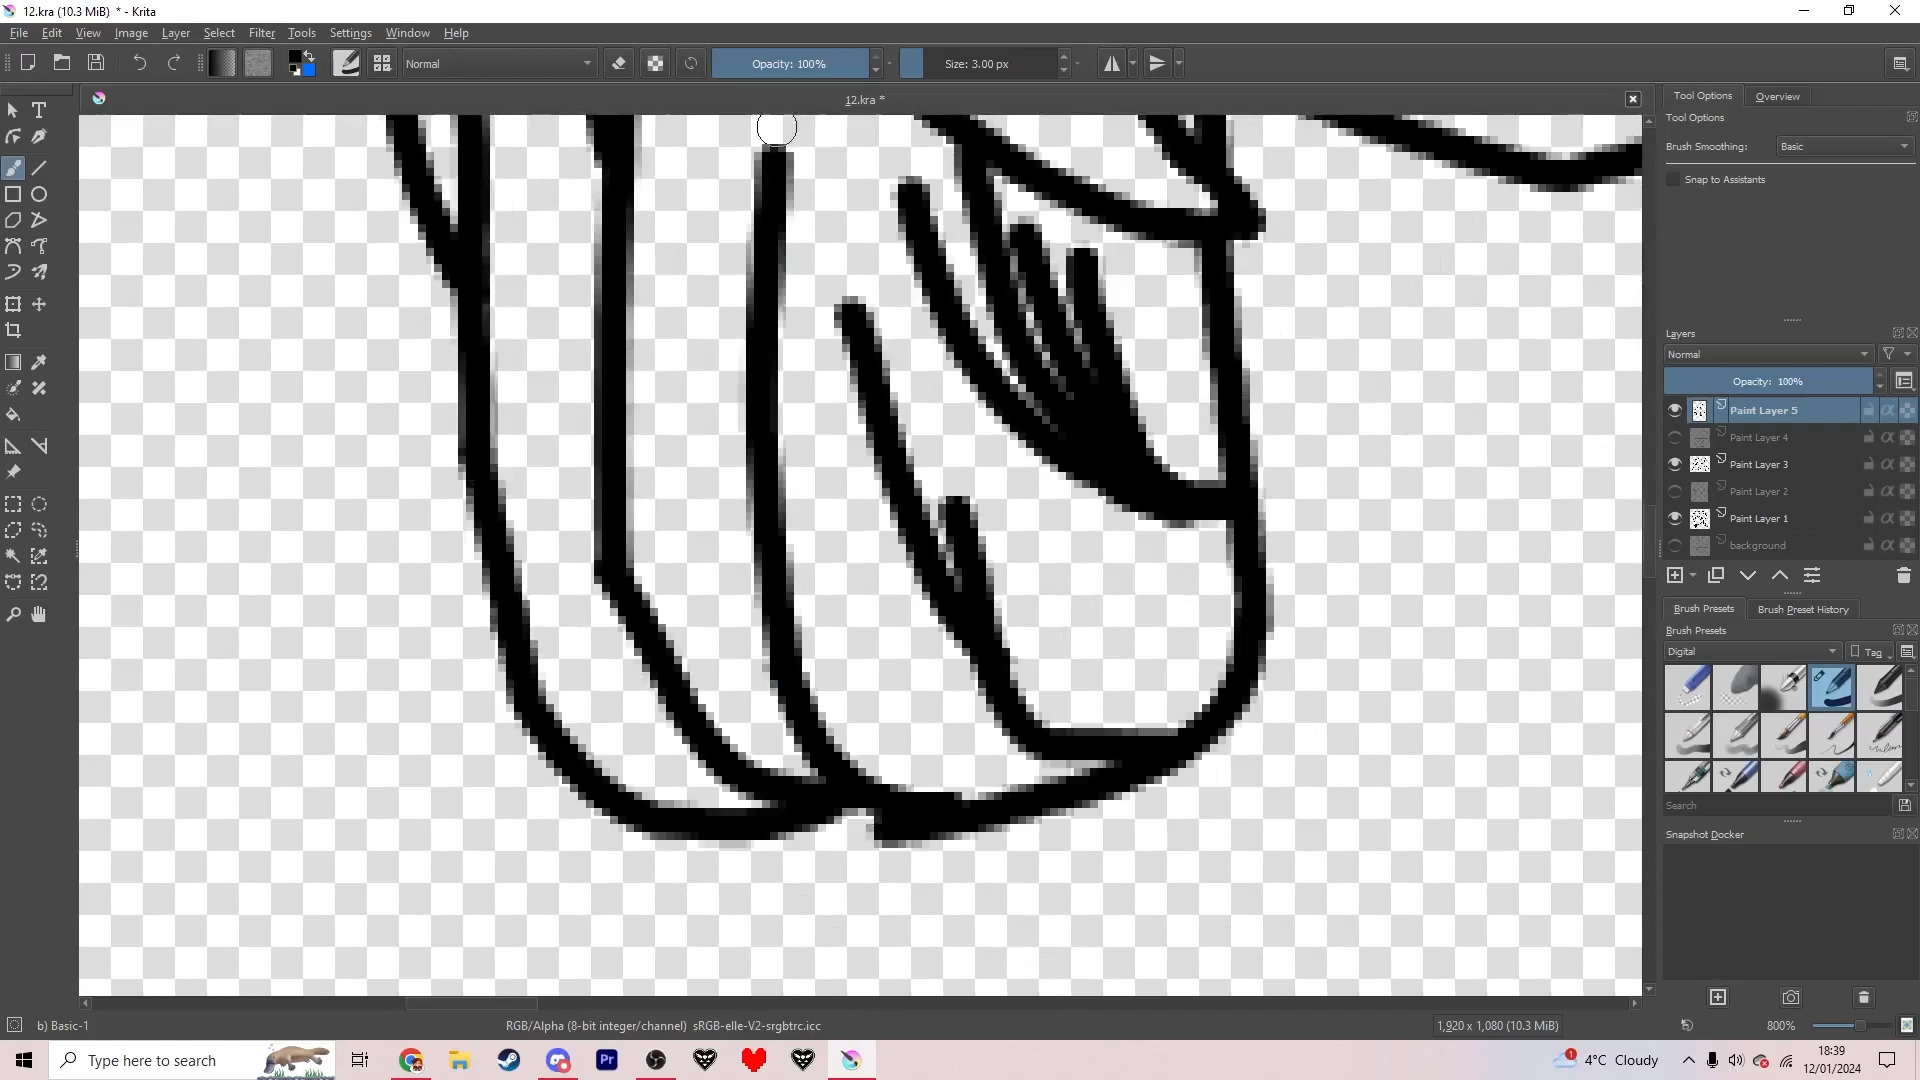 12.kra (10.3 MiB) * - Krita
File Edit View Image Layer Select Filter Tools Settings Window Help
Normal
Opacity: 100%
Size: 3.00 px
12.kra *
Tool Options
Overview
Tool Options
Brush Smoothing:
Basic
Snap to Assistants
Layers
Normal
Opacity: 100%
Paint Layer 5
Paint Layer 4
Paint Layer 3
Paint Layer 2
Paint Layer 1
background
Brush Presets
Brush Preset History
Brush Presets
Digital
Tag
Search
Snapshot Docker
b) Basic-1
RGB/Alpha (8-bit integer/channel) sRGB-elle-V2-srgbtrc.icc
1,920 x 1,080 (10.3 MiB)
800%
Type here to search
Pr
1
4°C Cloudy
18:39
12/01/2024